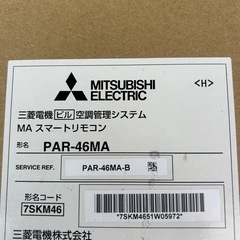 MITSUBISHI
ELECTRIC
<H>
三菱電機 ビル 空調管理システム
MA スマートリモコン
形名 PAR-46MA
SERVICE REF. PAR-46MA-B
形名コード
7SKM46
*7SKM4651W05972*
三菱電機株式会社